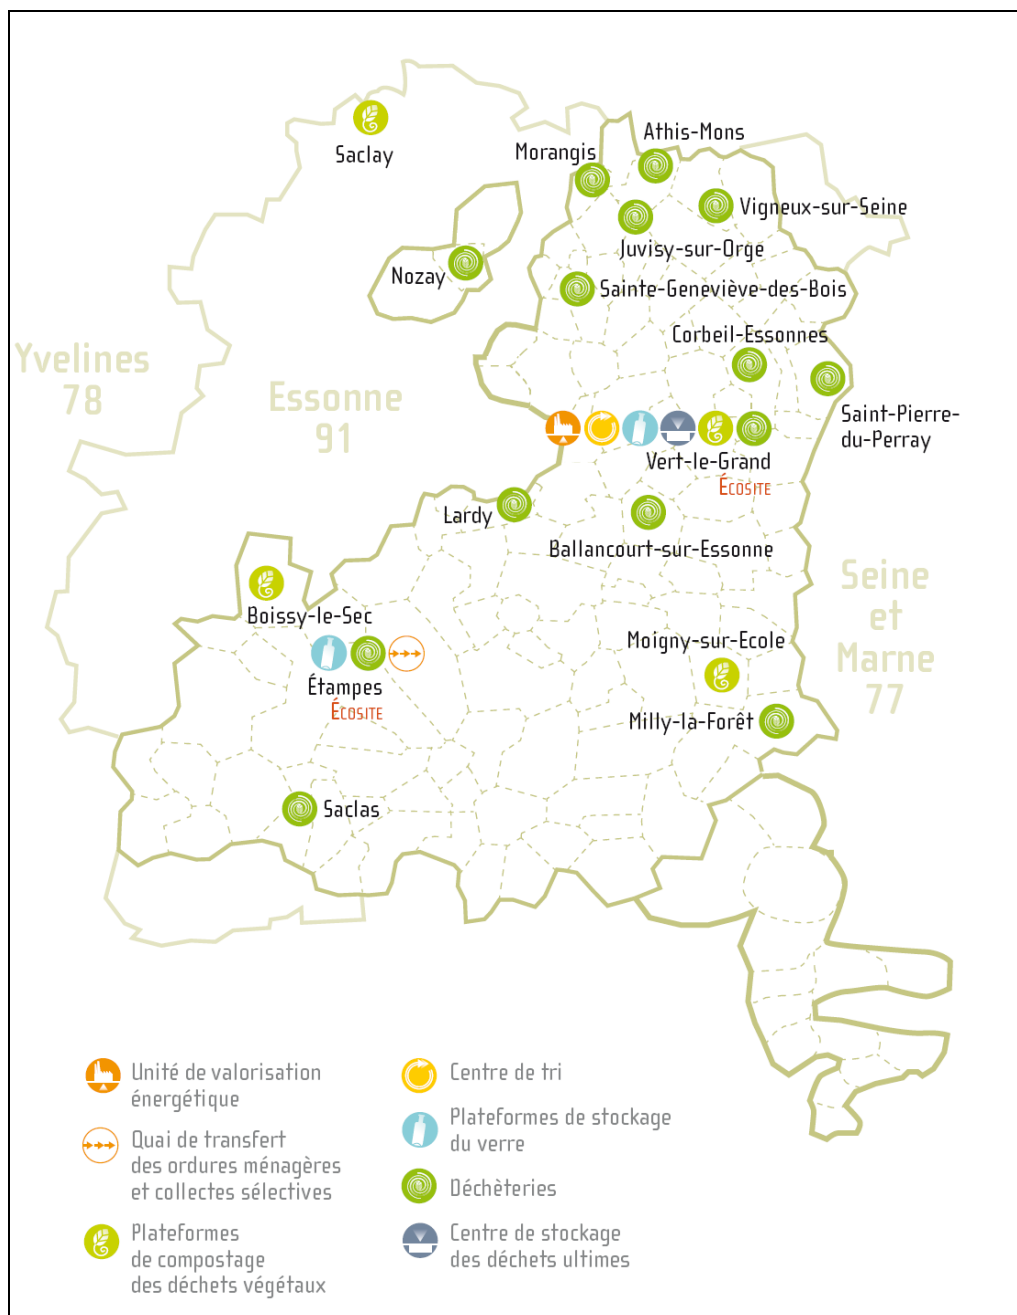 Athis-Mons
Morangis
Saclay
Vigneux-sur-Seine
Juvisy-sur-Orge
Nozay
Sainte-Geneviève-des-Bois
Corbeil-Essonnes
Yvelines
78
Essonne
91
Saint-Pierre-
du-Perray
Vert-le-Grand
Écosite
Lardy
Ballancourt-sur-Essonne
Seine
et
Marne
77
Boissy-le-Sec
Moigny-sur-Ecole
Étampes
Écosite
Milly-la-Forêt
Saclas
Unité de valorisation
énergétique
Quai de transfert
des ordures ménagères
et collectes sélectives
Plateformes
de compostage
des déchets végétaux
Centre de tri
Plateformes de stockage
du verre
Déchèteries
Centre de stockage
des déchets ultimes